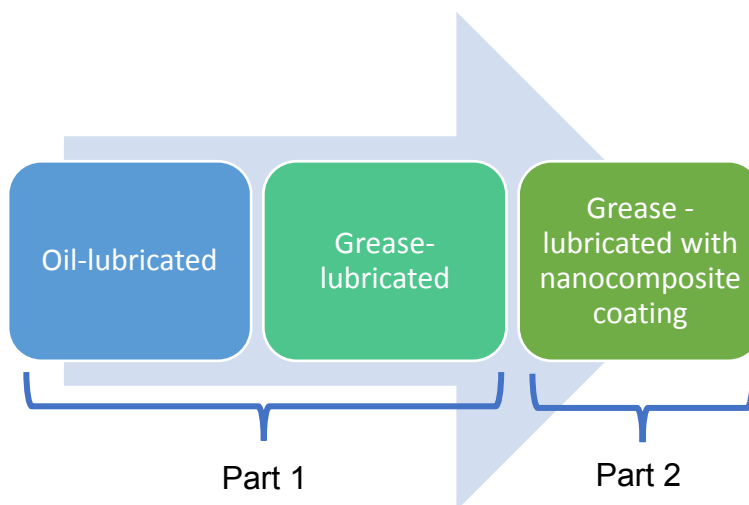 Oil-lubricated
Grease-
lubricated
Grease -
lubricated with
nanocomposite
coating
Part 1
Part 2